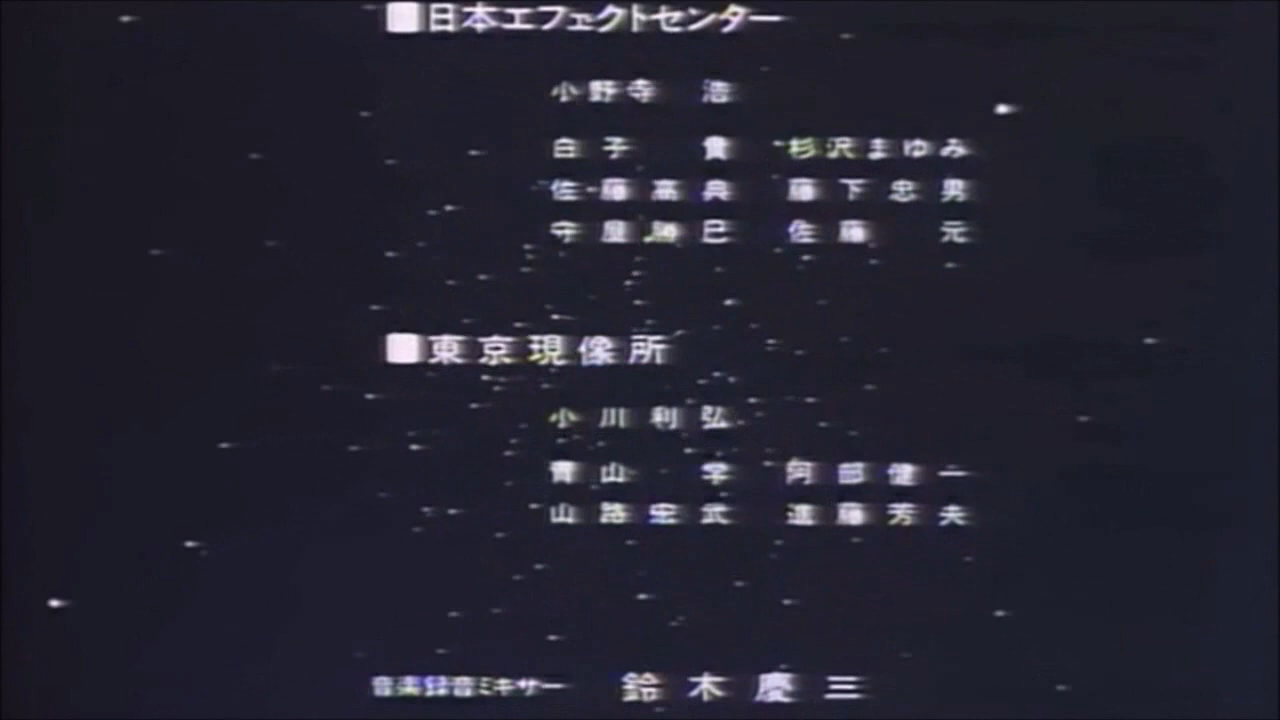 ■日本エフェクトセンター
小野寺 浩
白子 貴 杉沢まゆみ
佐藤高典 藤下忠男
守屋勝巳 佐藤 元
■東京現像所
小川利弘
青山 学 阿部健一
山路宏武 進藤芳夫
音楽録音ミキサー 鈴木慶三